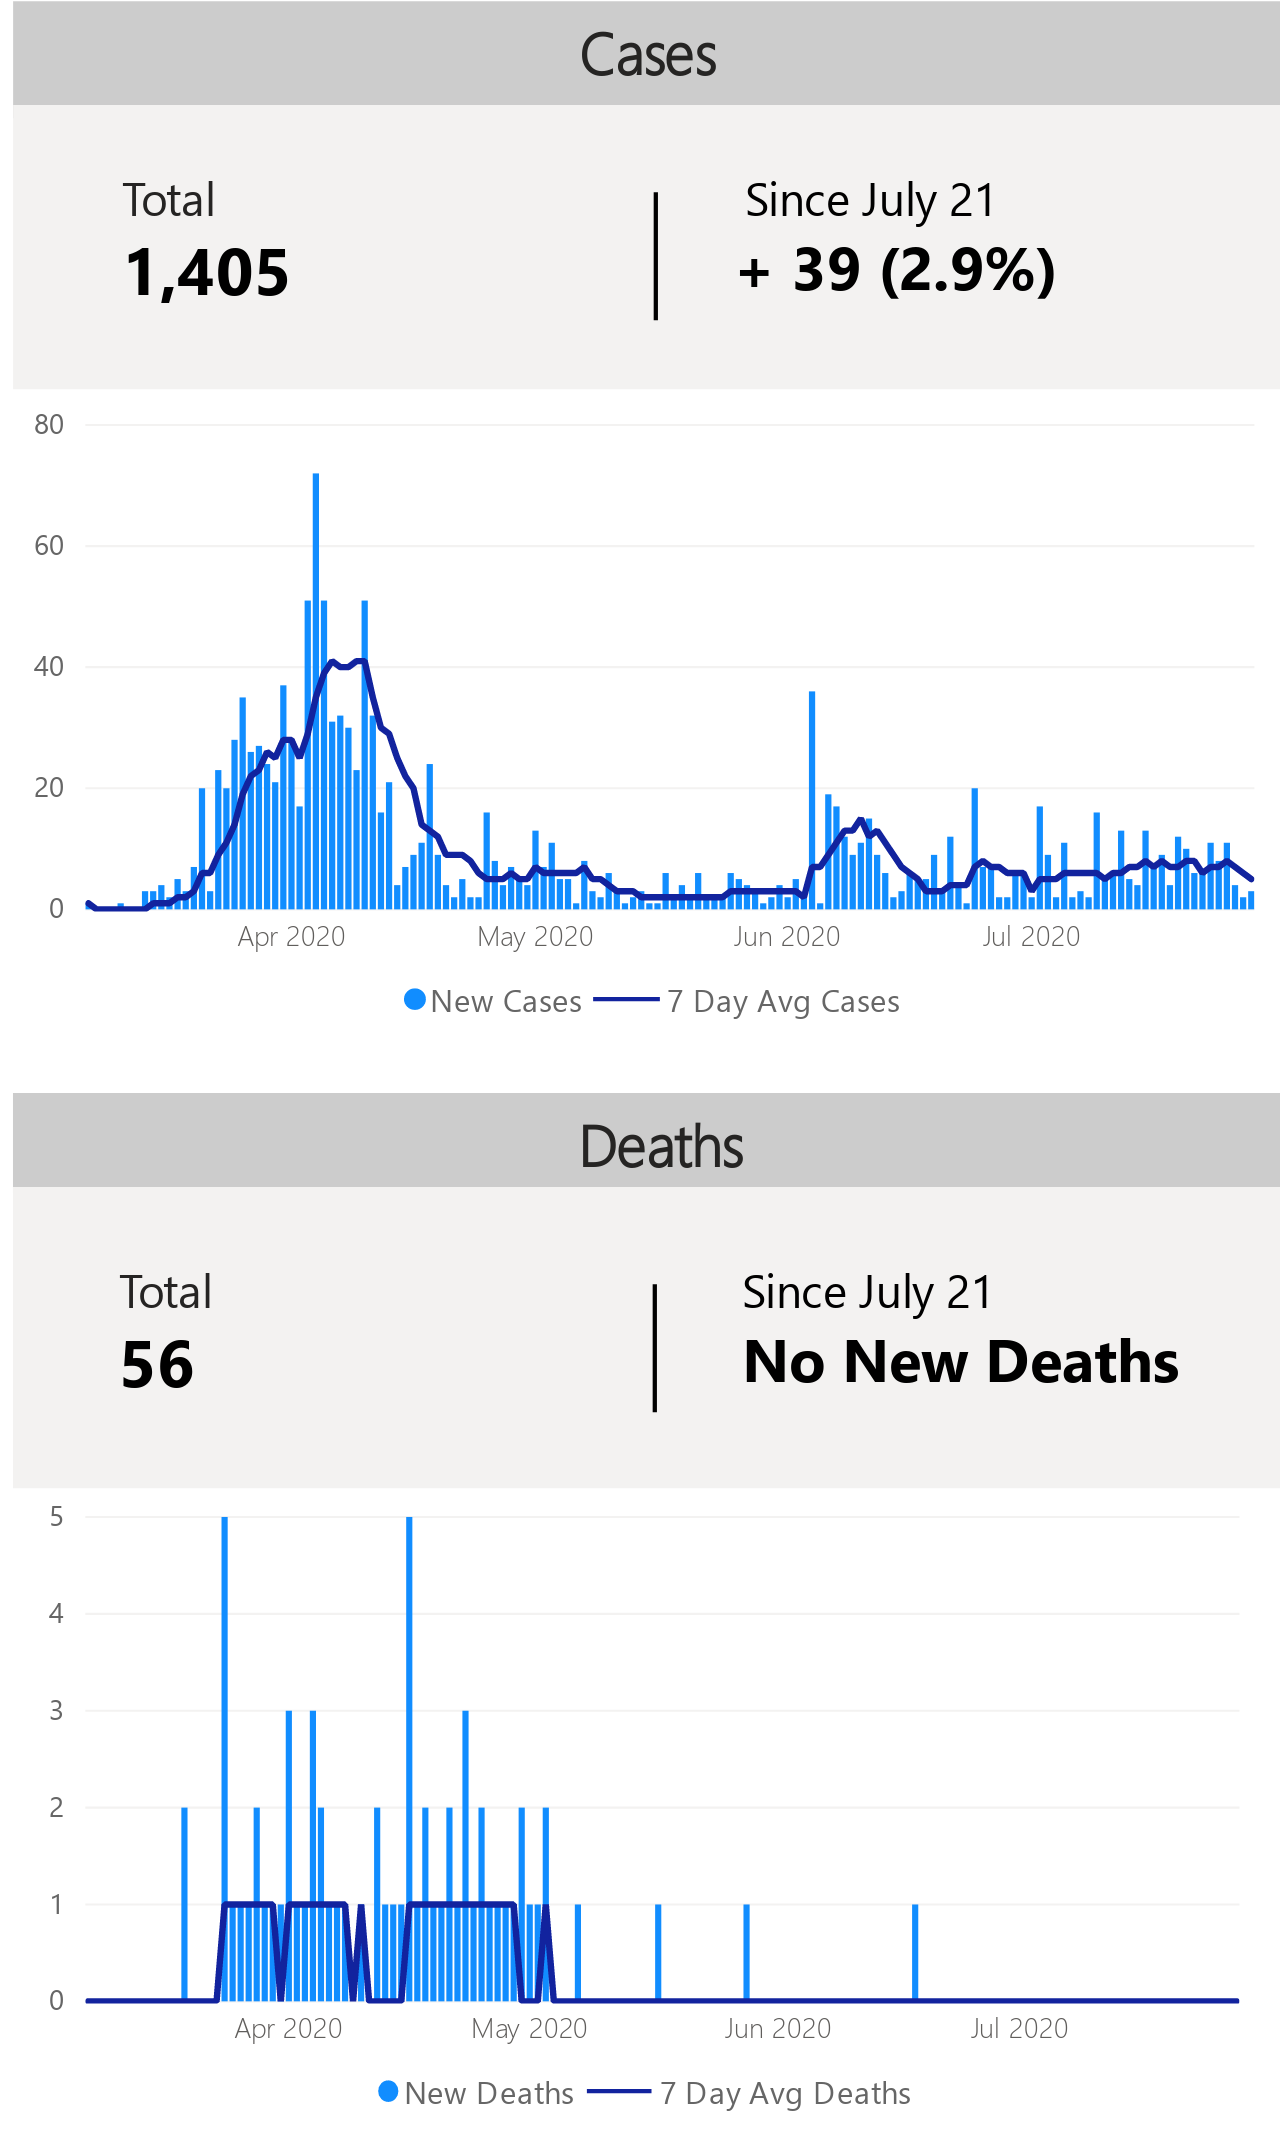 Cases
Total
1,405
Since July 21
+ 39 (2.9%)
80
60
40
20
0
Apr 2020 May 2020 Jun 2020 Jul 2020
New Cases 7 Day Avg Cases
Deaths
Total
56
Since July 21
No New Deaths
5
4
3
2
1
0
Apr 2020 May 2020 Jun 2020 Jul 2020
New Deaths 7 Day Avg Deaths